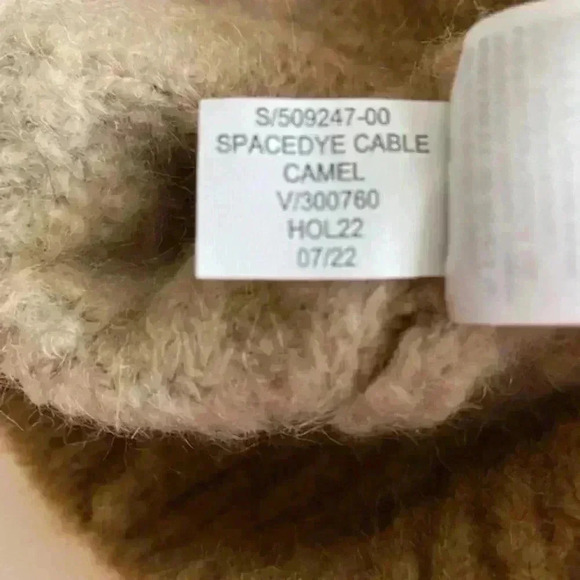 S/509247-00
SPACEDYE CABLE
CAMEL
V/300760
HOL22
07/22